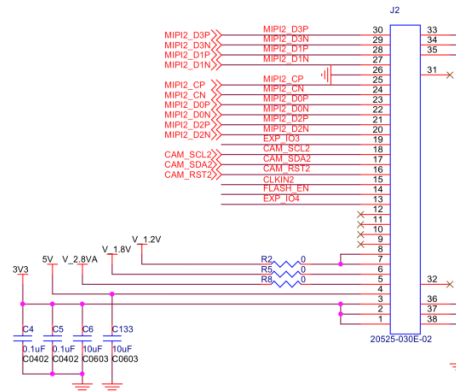 J2
MIPI2_D3P MIPI2_D3P 30 33
MIPI2_D3N MIPI2_D3N 29 34
MIPI2_D1P MIPI2_D1P 28 35
MIPI2_D1N MIPI2_D1N 27
26 31
MIPI2_CP MIPI2_CP 25
MIPI2_CN MIPI2_CN 24
MIPI2_D0P MIPI2_D0P 23
MIPI2_D0N MIPI2_D0N 22
MIPI2_D2P MIPI2_D2P 21
MIPI2_D2N MIPI2_D2N 20
EXP_IO3 19
CAM_SCL2 CAM_SCL2 18
CAM_SDA2 CAM_SDA2 17
CAM_RST2 CAM_RST2 16
CLKIN2 15
FLASH_EN 14
EXP_IO4 13
12
11
10
9
V_1.2V 8
V_1.8V R2 0 7
5V V_2.8VA R5 0 6
3V3 R8 0 5 32
4
3 36
2 37
1 38
20525-030E-02
C4 C5 C6 C133
0.1uF 0.1uF 10uF 10uF
C0402 C0402 C0603 C0603